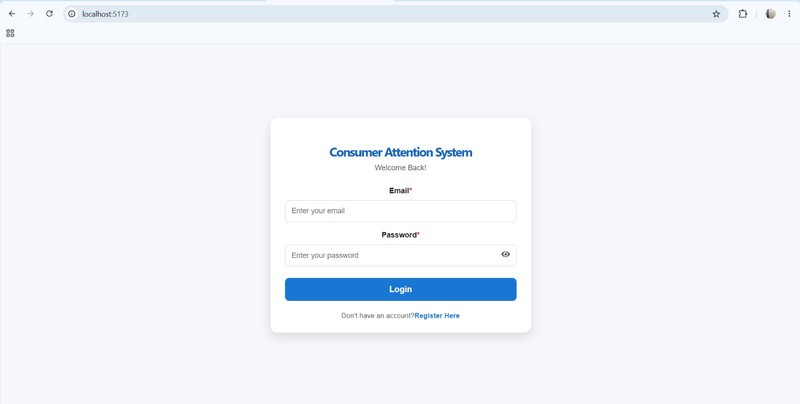 localhost:5173
Consumer Attention System
Welcome Back!
Email*
Enter your email
Password*
Enter your password
Login
Don't have an account?Register Here